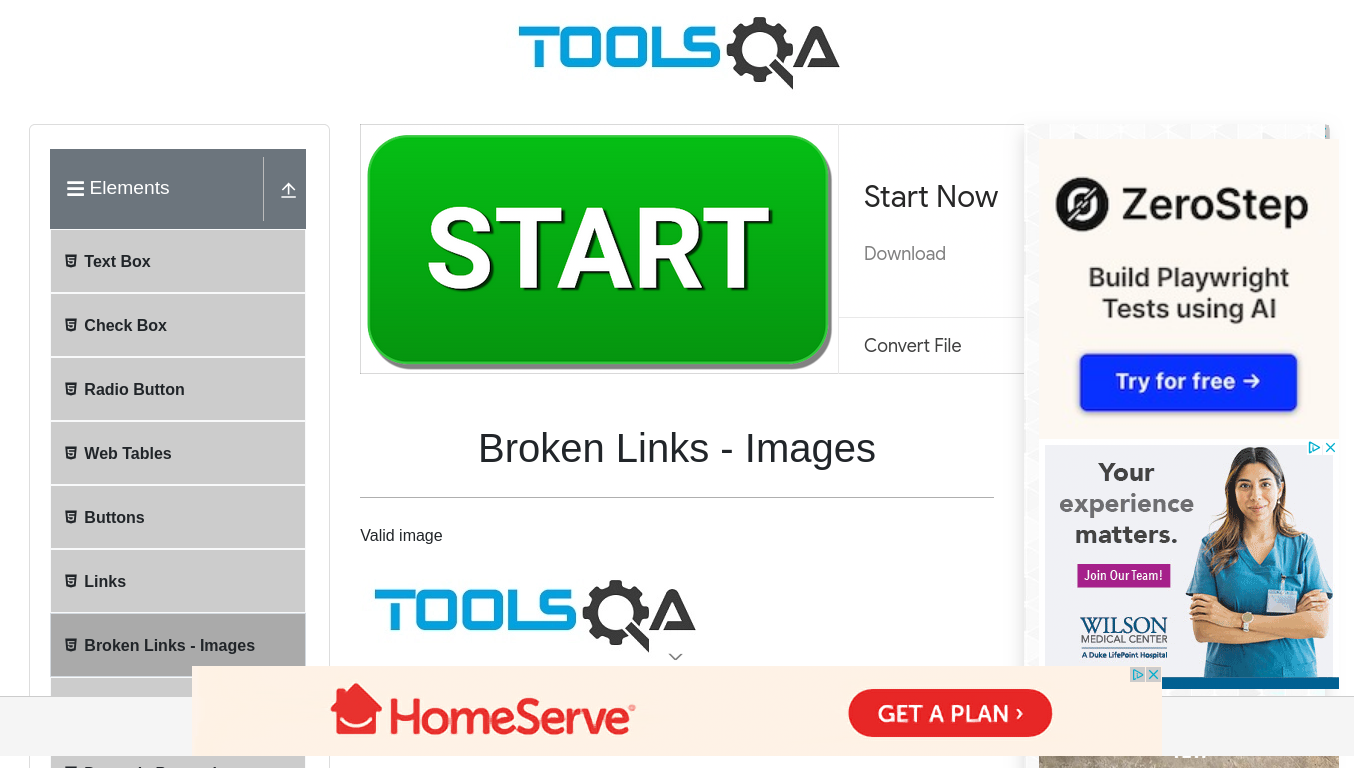 TOOLSQA
Elements
Text Box
Check Box
Radio Button
Web Tables
Buttons
Links
Broken Links - Images
START
Start Now
Download
Convert File
Broken Links - Images
Valid image
TOOLSQA
ZeroStep
Build Playwright
Tests using AI
Try for free →
Your
experience
matters.
Join Our Team!
WILSON
MEDICAL CENTER
A Duke LifePoint Hospital
HomeServe®
GET A PLAN ›